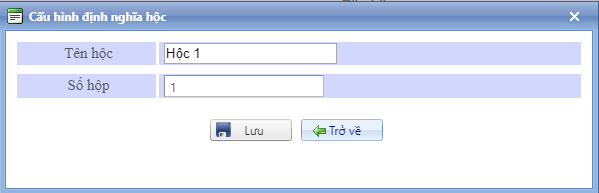 Cấu hình định nghĩa hộc
Tên hộc
Hộc 1
Số hộp
1
Lưu
Trở về